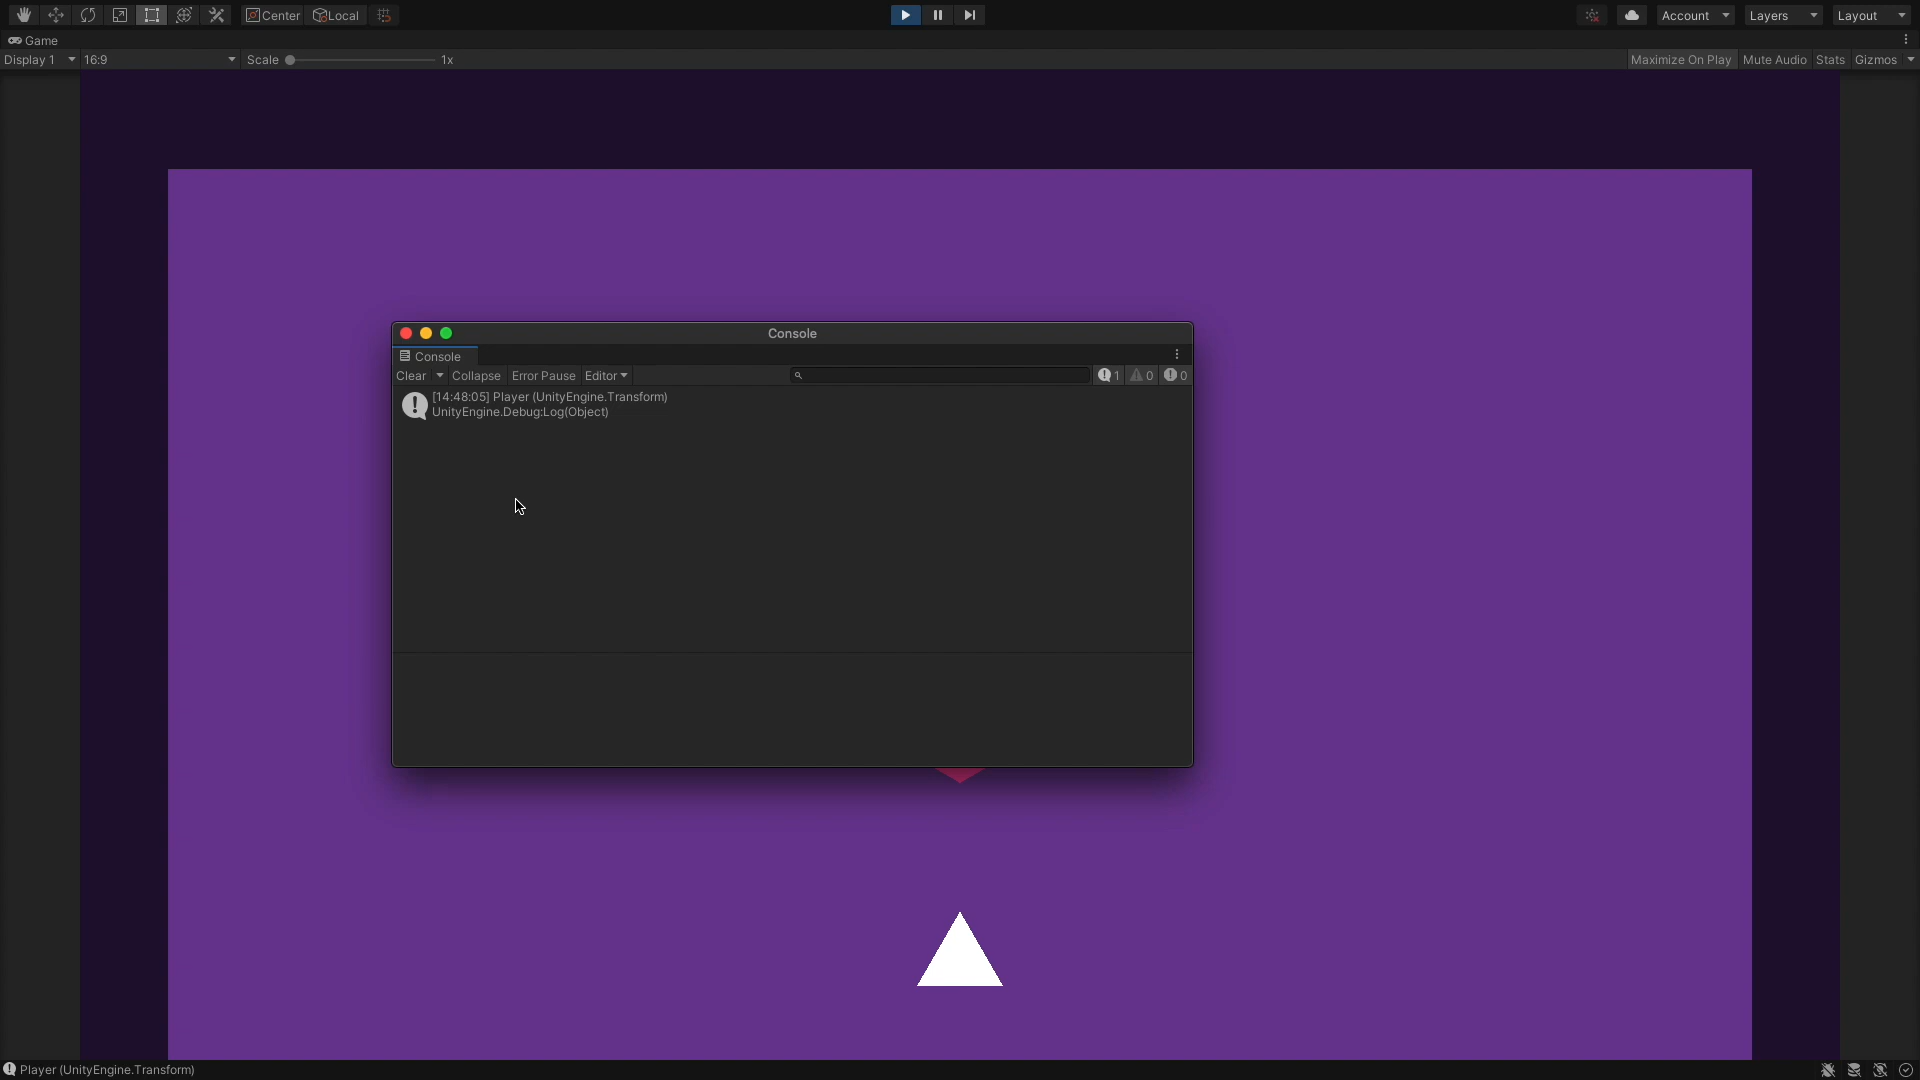 Center Local Account Layers Layout
Game
Display 1 16:9 Scale 1x Maximize On Play Mute Audio Stats Gizmos
Console
Console
Clear Collapse Error Pause Editor 1 0 0
[14:48:05] Player (UnityEngine.Transform)
UnityEngine.Debug:Log(Object)
Player (UnityEngine.Transform)